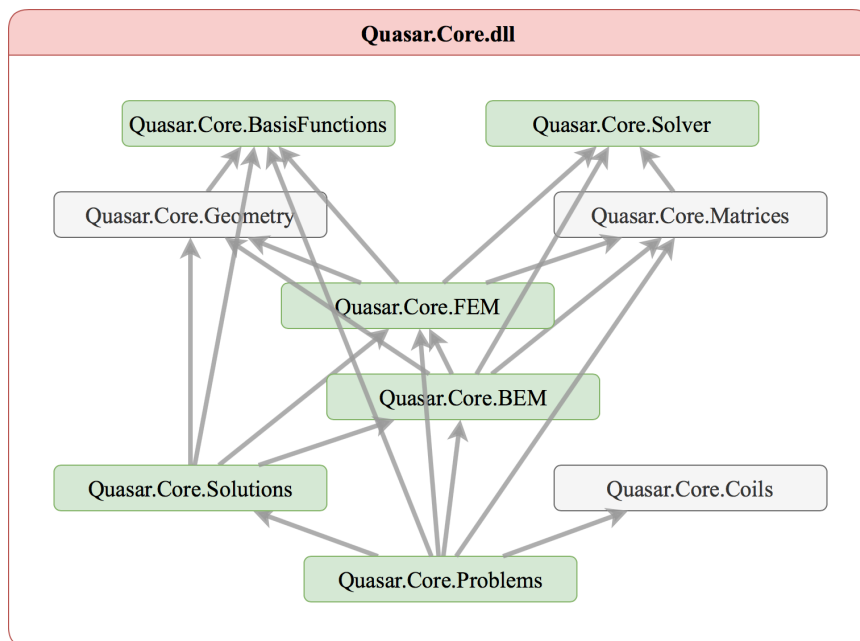 Quasar.Core.dll
Quasar.Core.BasisFunctions
Quasar.Core.Solver
Quasar.Core.Geometry
Quasar.Core.Matrices
Quasar.Core.FEM
Quasar.Core.BEM
Quasar.Core.Solutions
Quasar.Core.Coils
Quasar.Core.Problems